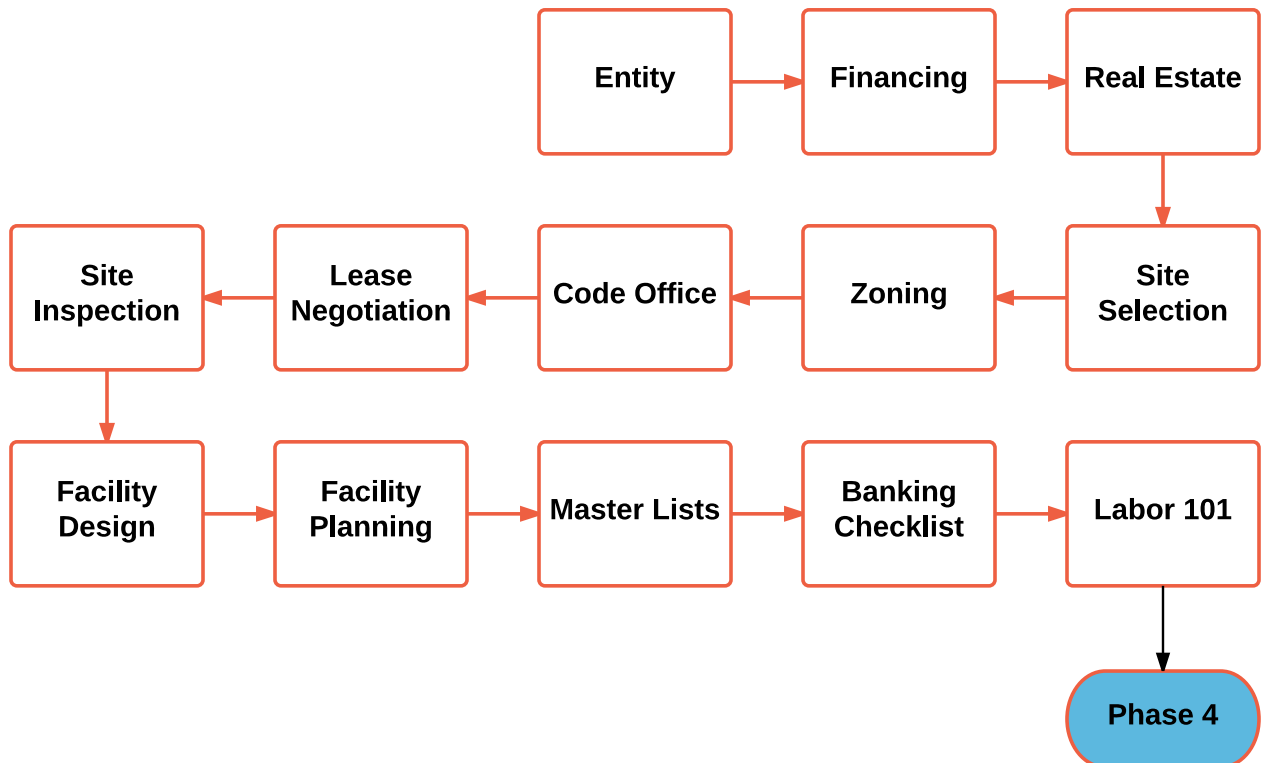 Entity
Financing
Real Estate
Site
Inspection
Lease
Negotiation
Code Office
Zoning
Site
Selection
Facility
Design
Facility
Planning
Master Lists
Banking
Checklist
Labor 101
Phase 4